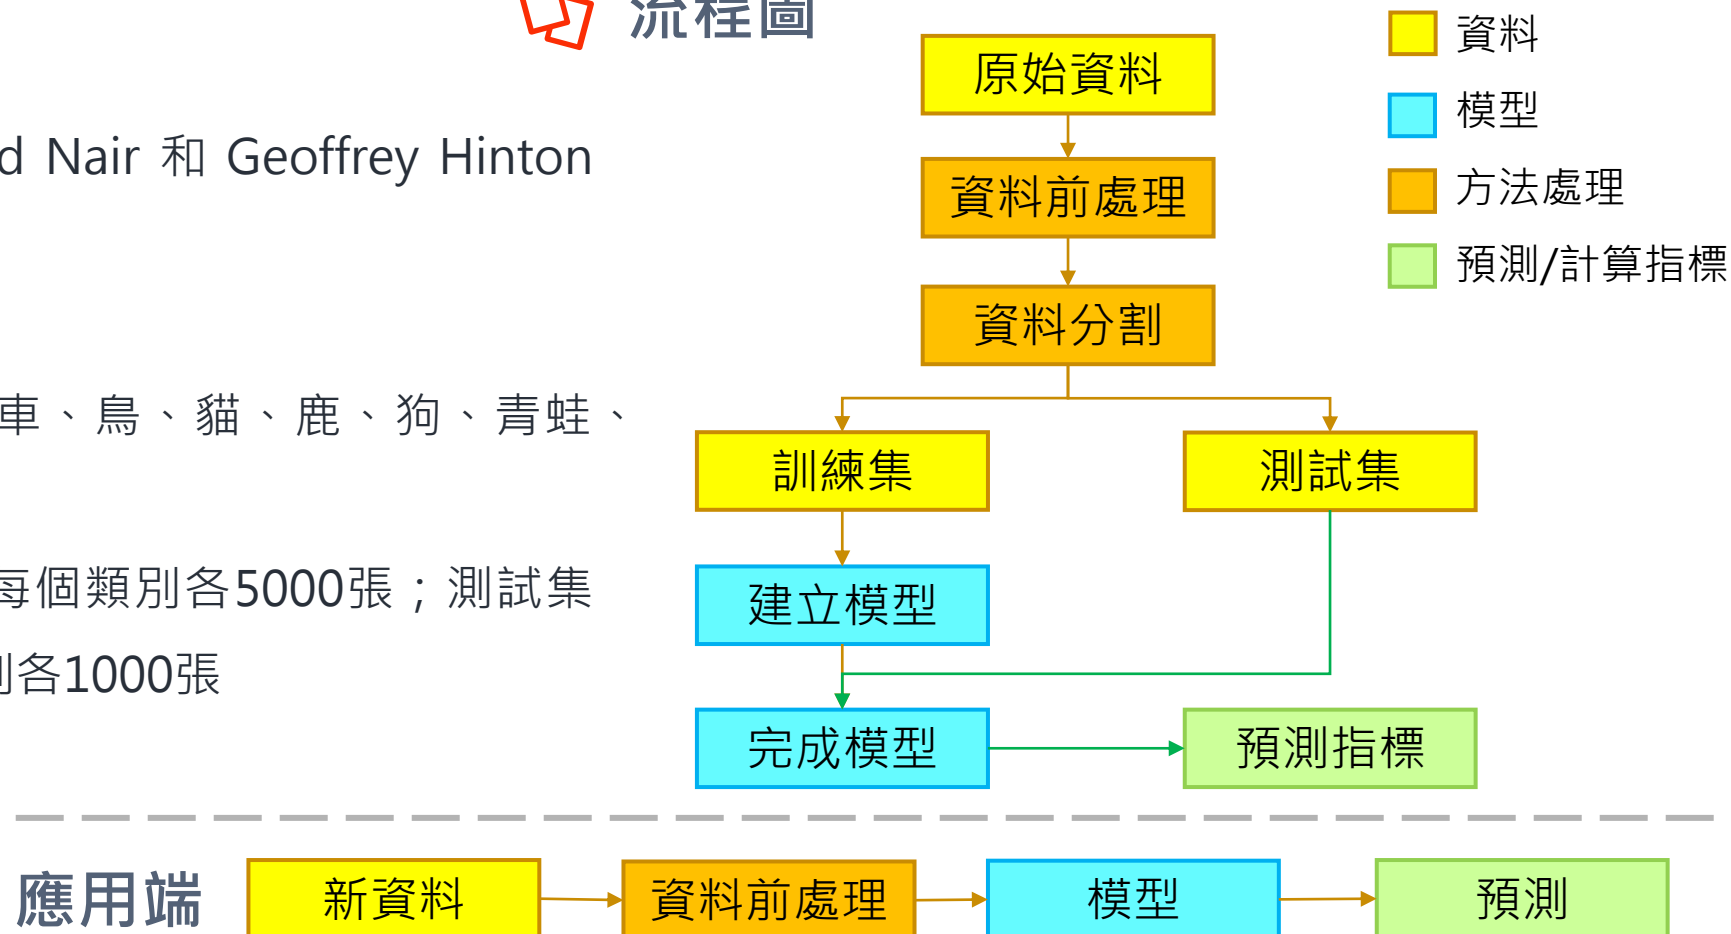 流程圖
d Nair 和 Geoffrey Hinton
車、鳥、貓、鹿、狗、青蛙、
每個類別各5000張；測試集
別各1000張
原始資料
資料前處理
資料分割
訓練集
測試集
建立模型
完成模型
預測指標
資料
模型
方法處理
預測/計算指標
應用端
新資料
資料前處理
模型
預測